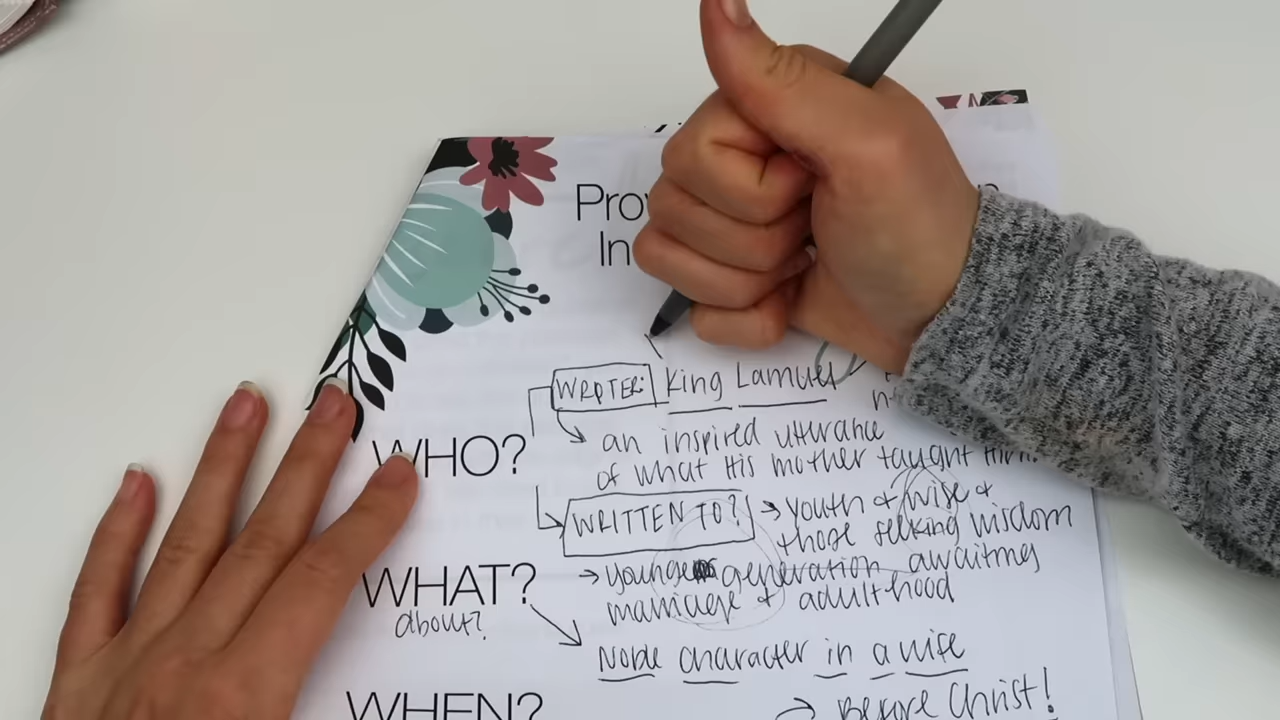 Pro
In
WRITER: King Lamuel
WHO?
an inspired utterance
of what His mother taught him.
WRITTEN TO? → youth + wise +
those seeking wisdom
WHAT?
about?
→ younger generation awaiting
marriage + adulthood
Noble character in a wife
WHEN?
→ Before Christ!